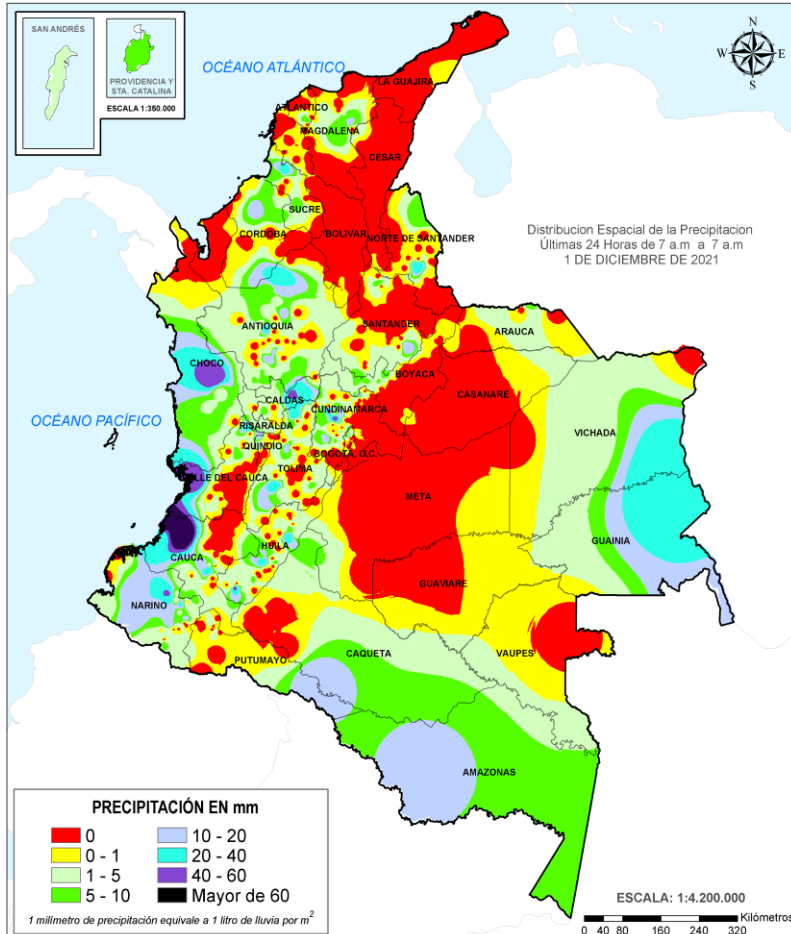 SAN ANDRÉS
PROVIDENCIA Y
STA. CATALINA
ESCALA 1:350.000
OCÉANO ATLÁNTICO
N
W
E
S
LA GUAJIRA
ATLANTICO
MAGDALENA
CESAR
SUCRE
CORDOBA
BOLIVAR
NORTE DE SANTANDER
Distribucion Espacial de la Precipitacion
Últimas 24 Horas de 7 a.m a 7 a.m
1 DE DICIEMBRE DE 2021
ANTIOQUIA
SANTANDER
ARAUCA
CHOCO
BOYACA
CASANARE
OCÉANO PACÍFICO
CALDAS
CUNDINAMARCA
RISARALDA
VICHADA
QUINDIO
BOGOTA, D.C.
TOLIMA
VALLE DEL CAUCA
META
GUAINIA
HUILA
CAUCA
GUAVIARE
NARINO
CAQUETA
VAUPES
PUTUMAYO
AMAZONAS
PRECIPITACIÓN EN mm
0
0 - 1
1 - 5
5 - 10
10 - 20
20 - 40
40 - 60
Mayor de 60
1 milímetro de precipitación equivale a 1 litro de lluvia por m2
ESCALA: 1:4.200.000
Kilómetros
0 40 80 160 240 320